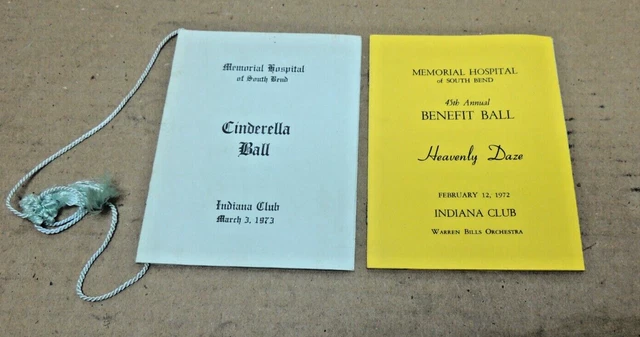 Memorial Hospital
of South Bend
Cinderella
Ball
Indiana Club
March 3, 1973
MEMORIAL HOSPITAL
of SOUTH BEND
45th Annual
BENEFIT BALL
Heavenly Daze
FEBRUARY 12, 1972
INDIANA CLUB
WARREN BILLS ORCHESTRA